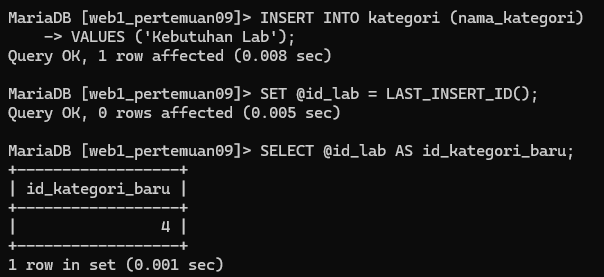 MariaDB [web1_pertemuan09]> INSERT INTO kategori (nama_kategori)
    -> VALUES ('Kebutuhan Lab');
Query OK, 1 row affected (0.008 sec)

MariaDB [web1_pertemuan09]> SET @id_lab = LAST_INSERT_ID();
Query OK, 0 rows affected (0.005 sec)

MariaDB [web1_pertemuan09]> SELECT @id_lab AS id_kategori_baru;
+------------------+
| id_kategori_baru |
+------------------+
|                4 |
+------------------+
1 row in set (0.001 sec)